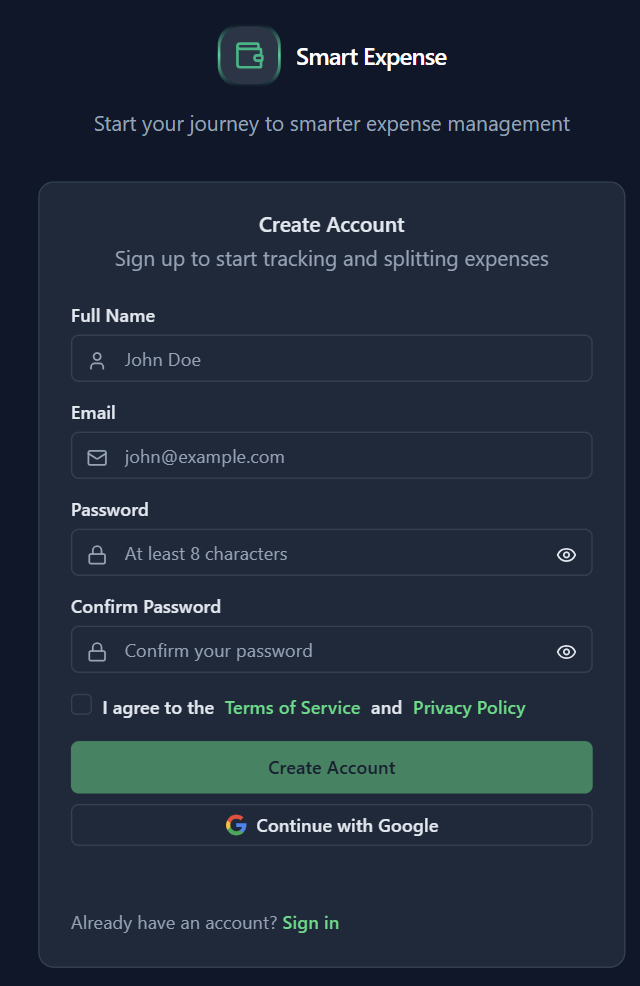 Smart Expense
Start your journey to smarter expense management
Create Account
Sign up to start tracking and splitting expenses
Full Name
John Doe
Email
john@example.com
Password
At least 8 characters
Confirm Password
Confirm your password
I agree to the Terms of Service and Privacy Policy
Create Account
Continue with Google
Already have an account? Sign in